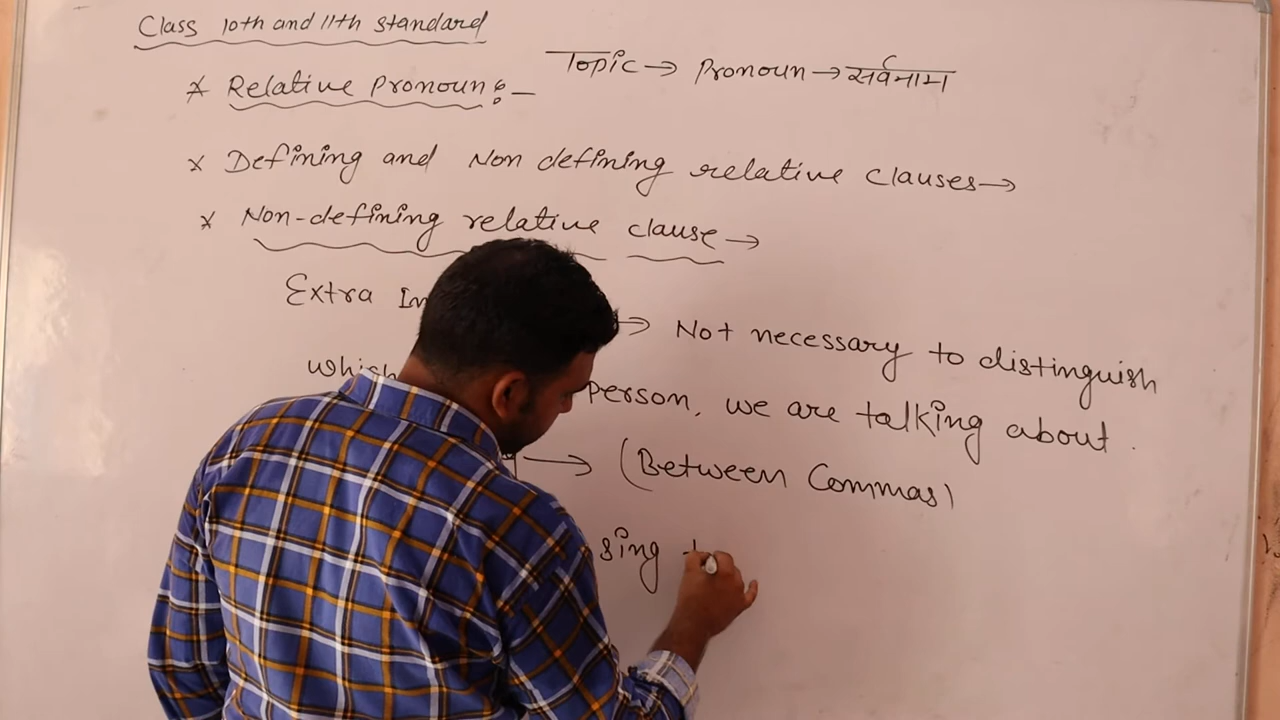 Class 10th and 11th standard
Topic → Pronoun → सर्वनाम
* Relative Pronoun :-
* Defining and Non defining relative clauses →
* Non-defining relative clause →
Extra → Not necessary to distinguish
person, we are talking about.
→ (Between Commas)